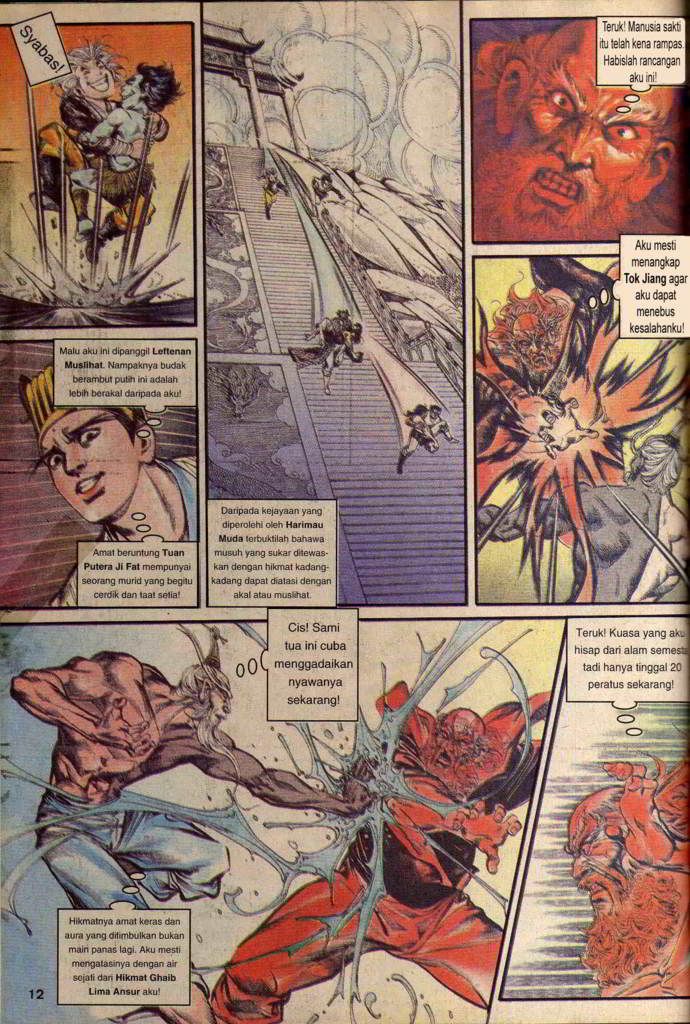 Syabas!
Malu aku ini dipanggil Leftenan
Muslihat. Nampaknya budak
berambut putih ini adalah
lebih berakal daripada aku!
Amat beruntung Tuan
Putera Ji Fat mempunyai
seorang murid yang begitu
cerdik dan taat setia!
Daripada kejayaan yang
diperolehi oleh Harimau
Muda terbuktilah bahawa
musuh yang sukar ditewas-
kan dengan hikmat kadang-
kadang dapat diatasi dengan
akal atau muslihat.
Teruk! Manusia sakti
itu telah kena rampas.
Habislah rancangan
aku ini!
Aku mesti
menangkap
Tok Jiang agar
aku dapat
menebus
kesalahanku!
Cis! Sami
tua ini cuba
menggadaikan
nyawanya
sekarang!
Hikmatnya amat keras dan
aura yang ditimbulkan bukan
main panas lagi. Aku mesti
mengatasinya dengan air
sejati dari Hikmat Ghaib
Lima Ansur aku!
Teruk! Kuasa yang aku
hisap dari alam semesta
tadi hanya tinggal 20
peratus sekarang!
12